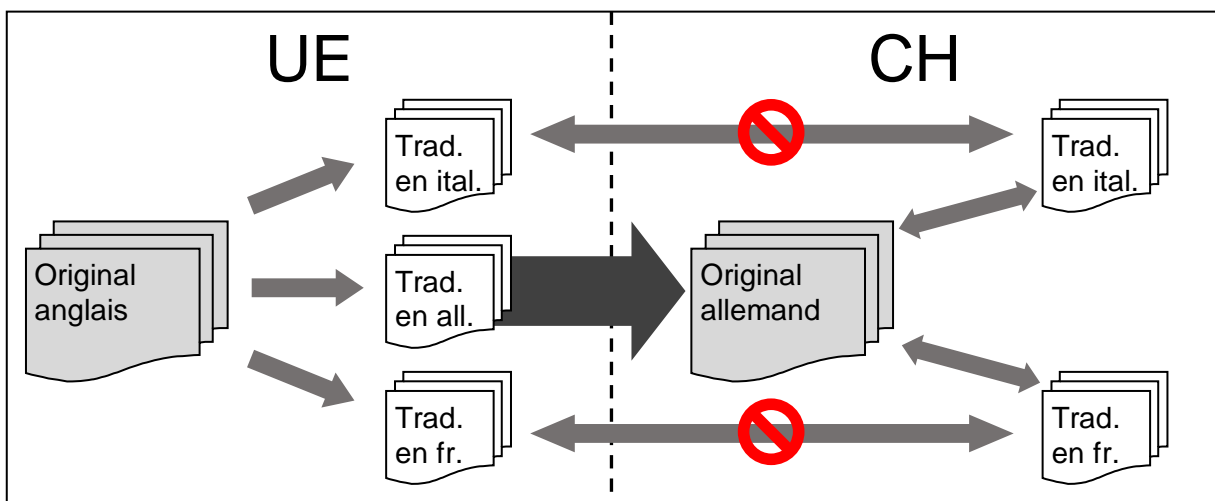 UE
CH
Trad.
en ital.
Trad.
en ital.
Original
anglais
Trad.
en all.
Original
allemand
Trad.
en fr.
Trad.
en fr.